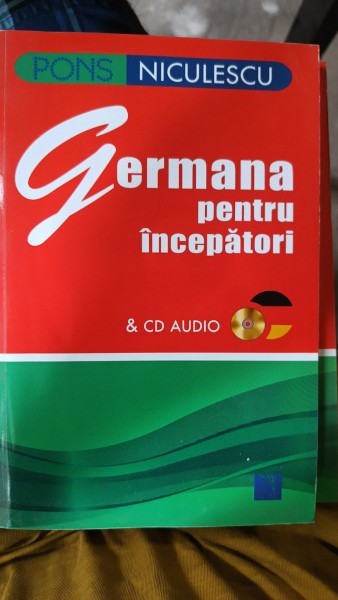 PONS NICULESCU
Germana
pentru
începători
& CD AUDIO